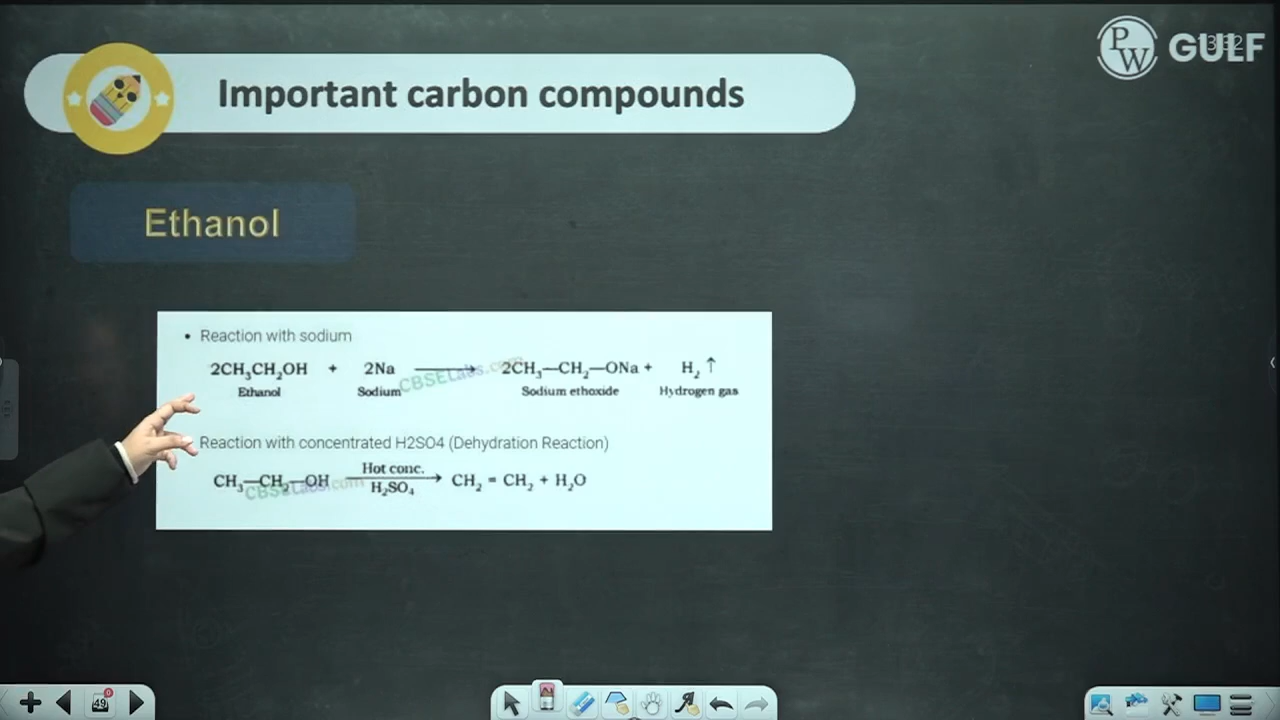 PW GULF
Important carbon compounds
Ethanol
• Reaction with sodium
2CH₃CH₂OH + 2Na ⟶ 2CH₃—CH₂—ONa + H₂ ↑
Ethanol Sodium Sodium ethoxide Hydrogen gas
CBSELabs.com
Reaction with concentrated H2SO4 (Dehydration Reaction)
Hot conc.
CH₃—CH₂—OH ⟶ CH₂ = CH₂ + H₂O
H₂SO₄
CBSELabs.com
49
0